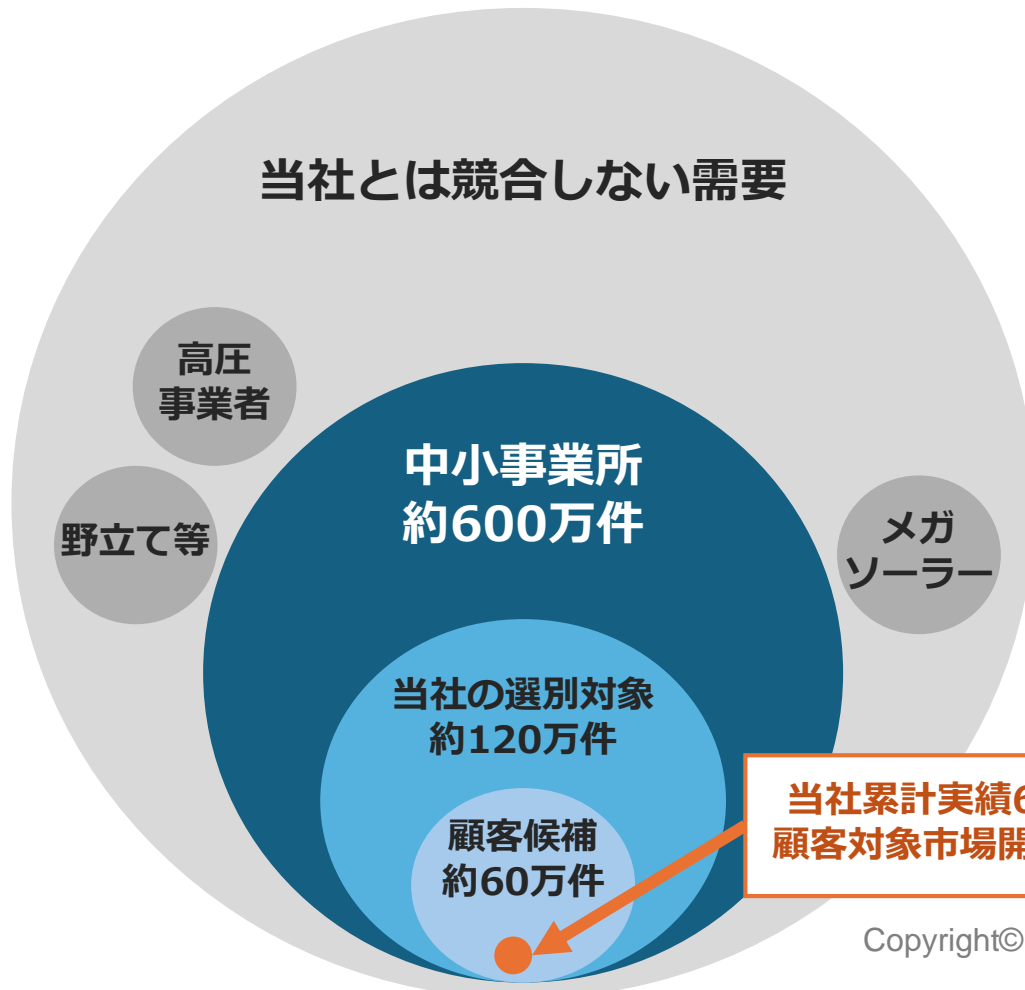 当社とは競合しない需要
高圧
事業者
中小事業所
約600万件
野立て等
メガ
ソーラー
当社の選別対象
約120万件
当社累計実績6
顧客対象市場開
顧客候補
約60万件
Copyright©